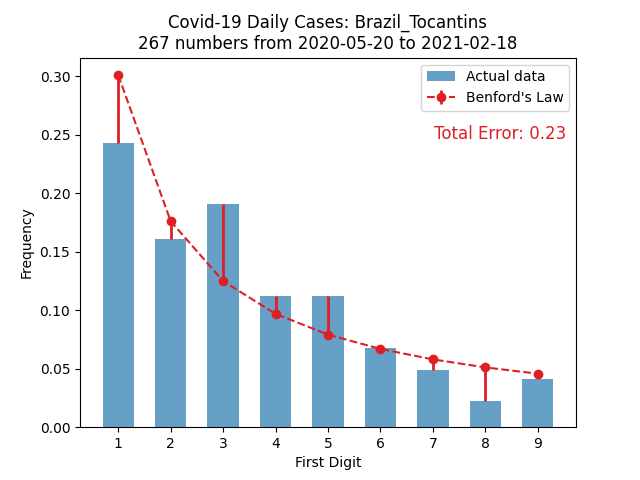 Covid-19 Daily Cases: Brazil_Tocantins
267 numbers from 2020-05-20 to 2021-02-18
Actual data
Benford's Law
Total Error: 0.23
Frequency
0.30
0.25
0.20
0.15
0.10
0.05
0.00
1 2 3 4 5 6 7 8 9
First Digit